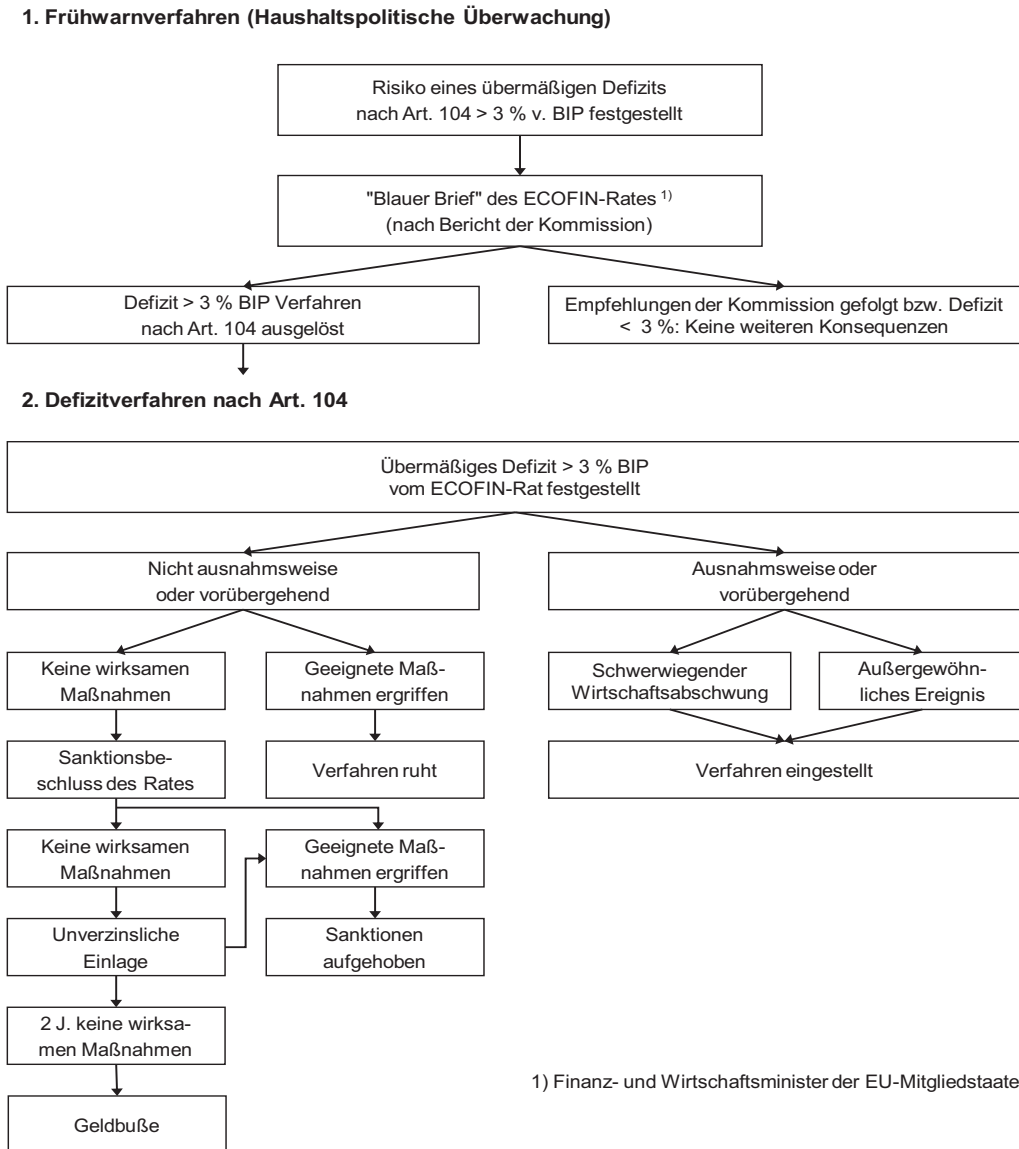 1. Frühwarnverfahren (Haushaltspolitische Überwachung)
Risiko eines übermäßigen Defizits
nach Art. 104 > 3 % v. BIP festgestellt
"Blauer Brief" des ECOFIN-Rates 1)
(nach Bericht der Kommission)
Defizit > 3 % BIP Verfahren
nach Art. 104 ausgelöst
Empfehlungen der Kommission gefolgt bzw. Defizit
< 3 %: Keine weiteren Konsequenzen
2. Defizitverfahren nach Art. 104
Übermäßiges Defizit > 3 % BIP
vom ECOFIN-Rat festgestellt
Nicht ausnahmsweise
oder vorübergehend
Ausnahmsweise oder
vorübergehend
Keine wirksamen
Maßnahmen
Geeignete Maß-
nahmen ergriffen
Schwerwiegender
Wirtschaftsabschwung
Außergewöhn-
liches Ereignis
Sanktionsbe-
schluss des Rates
Verfahren ruht
Verfahren eingestellt
Keine wirksamen
Maßnahmen
Geeignete Maß-
nahmen ergriffen
Unverzinsliche
Einlage
Sanktionen
aufgehoben
2 J. keine wirksa-
men Maßnahmen
Geldbuße
1) Finanz- und Wirtschaftsminister der EU-Mitgliedstaate